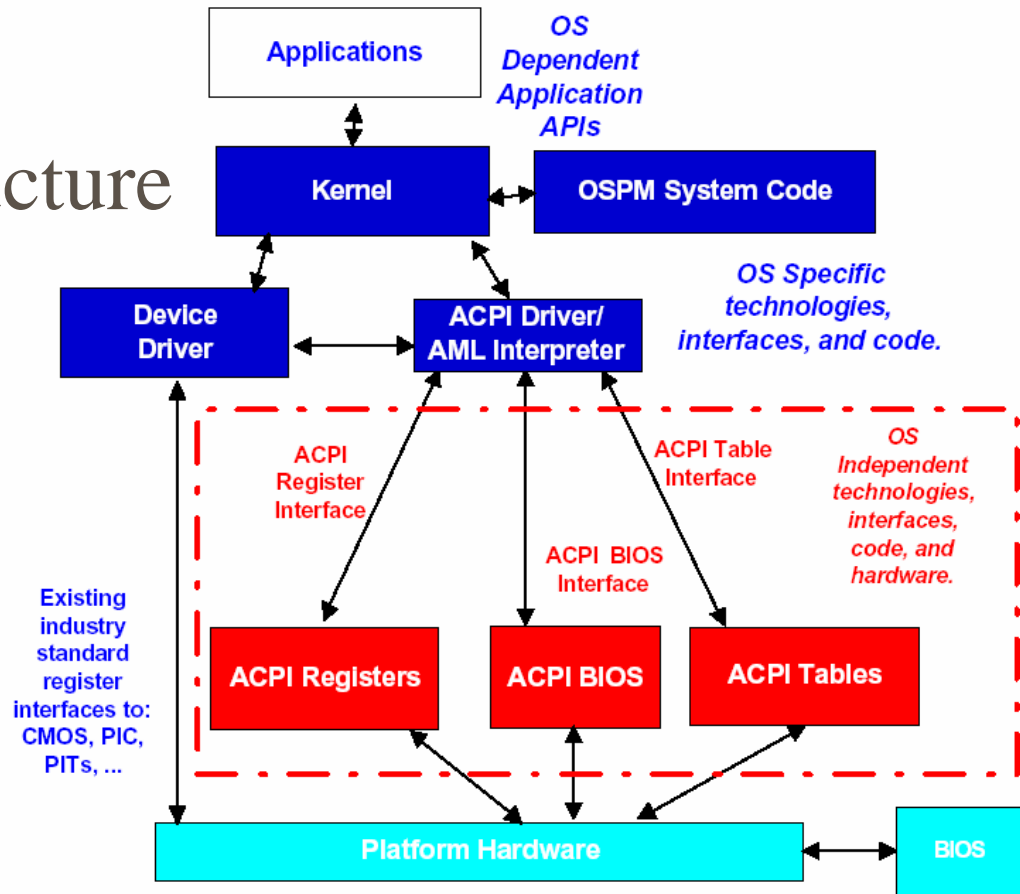 Applications
OS
Dependent
Application
APIs
cture
Kernel
OSPM System Code
OS Specific
technologies,
interfaces, and code.
Device
Driver
ACPI Driver/
AML Interpreter
ACPI
Register
Interface
ACPI Table
Interface
OS
Independent
technologies,
interfaces,
code, and
hardware.
ACPI BIOS
Interface
Existing
industry
standard
register
interfaces to:
CMOS, PIC,
PITs, ...
ACPI Registers
ACPI BIOS
ACPI Tables
Platform Hardware
BIOS